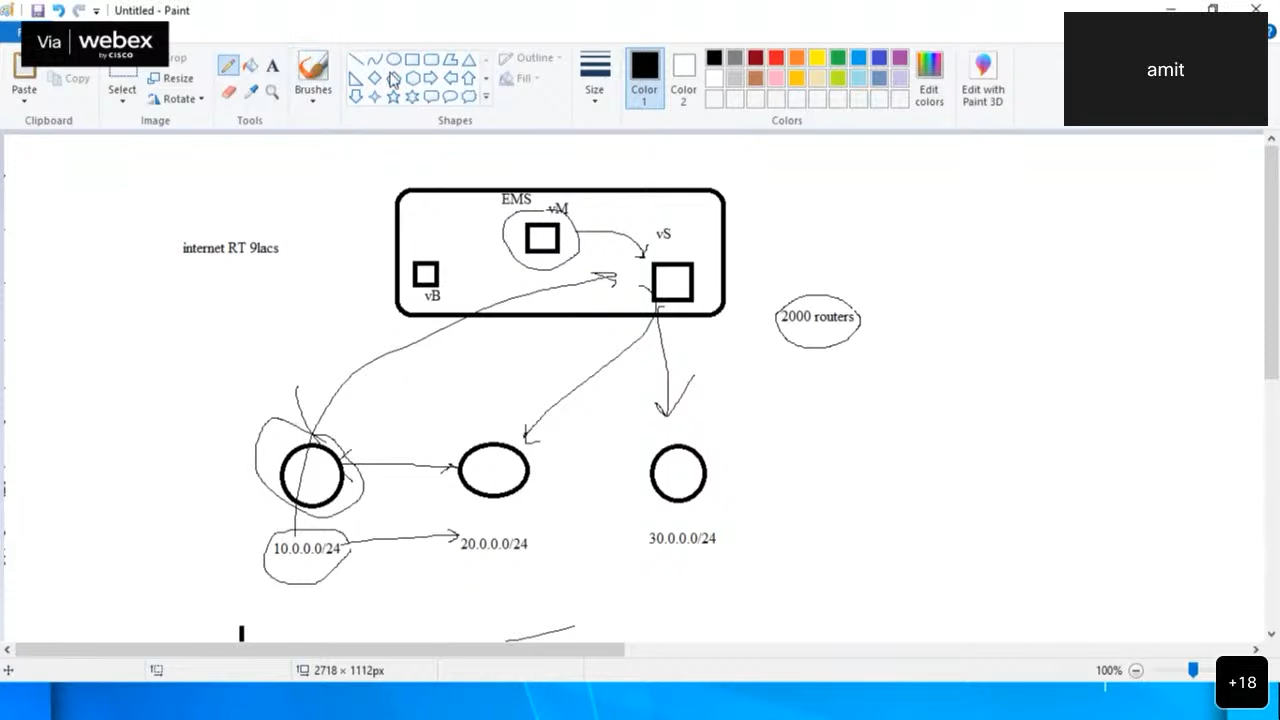 Untitled - Paint
Via webex
by CISCO
amit
Paste
Copy
Select
Resize
Rotate
Brushes
Outline
Fill
Size
Color
1
Color
2
Edit
colors
Edit with
Paint 3D
Clipboard
Image
Tools
Shapes
Colors
EMS
vM
vS
internet RT 9lacs
vB
2000 routers
10.0.0.0/24
20.0.0.0/24
30.0.0.0/24
2718 × 1112px
100%
+18